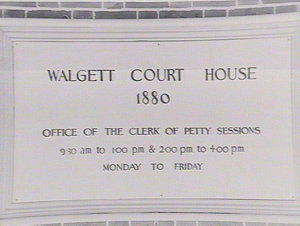 WALGETT COURT HOUSE
1880
OFFICE OF THE CLERK OF PETTY SESSIONS
9·30 am to 1·00 pm & 2·00 pm to 4·00 pm
MONDAY TO FRIDAY